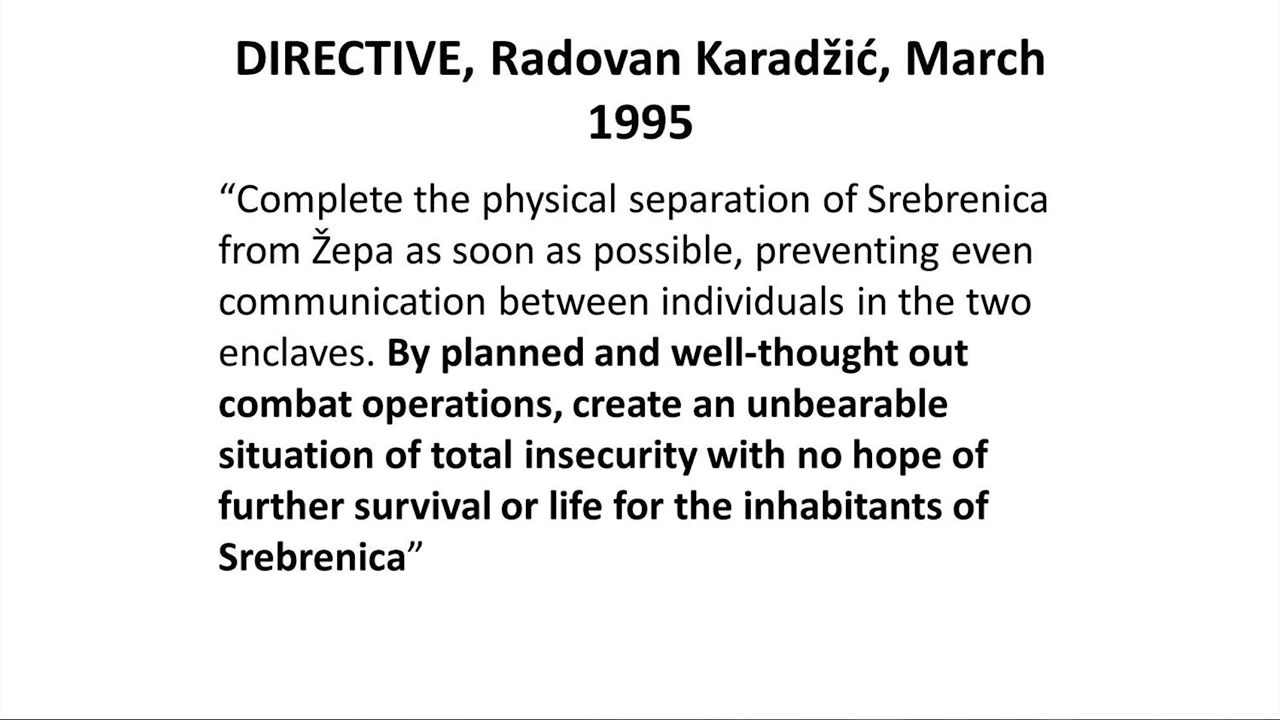 DIRECTIVE, Radovan Karadžić, March
1995
“Complete the physical separation of Srebrenica
from Žepa as soon as possible, preventing even
communication between individuals in the two
enclaves. By planned and well-thought out
combat operations, create an unbearable
situation of total insecurity with no hope of
further survival or life for the inhabitants of
Srebrenica”